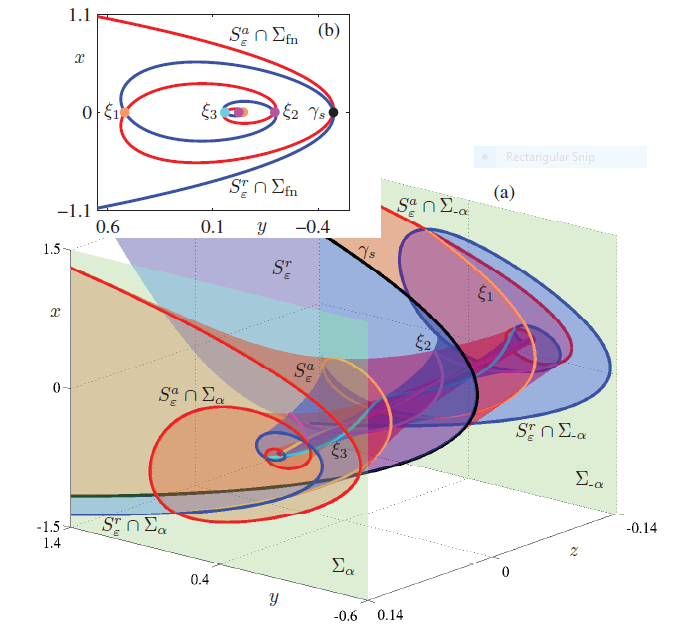 1.1
x
0
−1.1
0.6
0.1
y
−0.4
(b)
S^a_ε ∩ Σ_fn
ξ_1
ξ_3
ξ_2
γ_s
S^r_ε ∩ Σ_fn
Rectangular Snip
(a)
S^a_ε ∩ Σ_-α
γ_s
S^r_ε
ξ_1
1.5
x
ξ_2
S^a_ε
0
S^a_ε ∩ Σ_α
S^r_ε ∩ Σ_-α
ξ_3
Σ_-α
-1.5
S^r_ε ∩ Σ_α
-0.14
1.4
z
Σ_α
0
0.4
y
-0.6
0.14